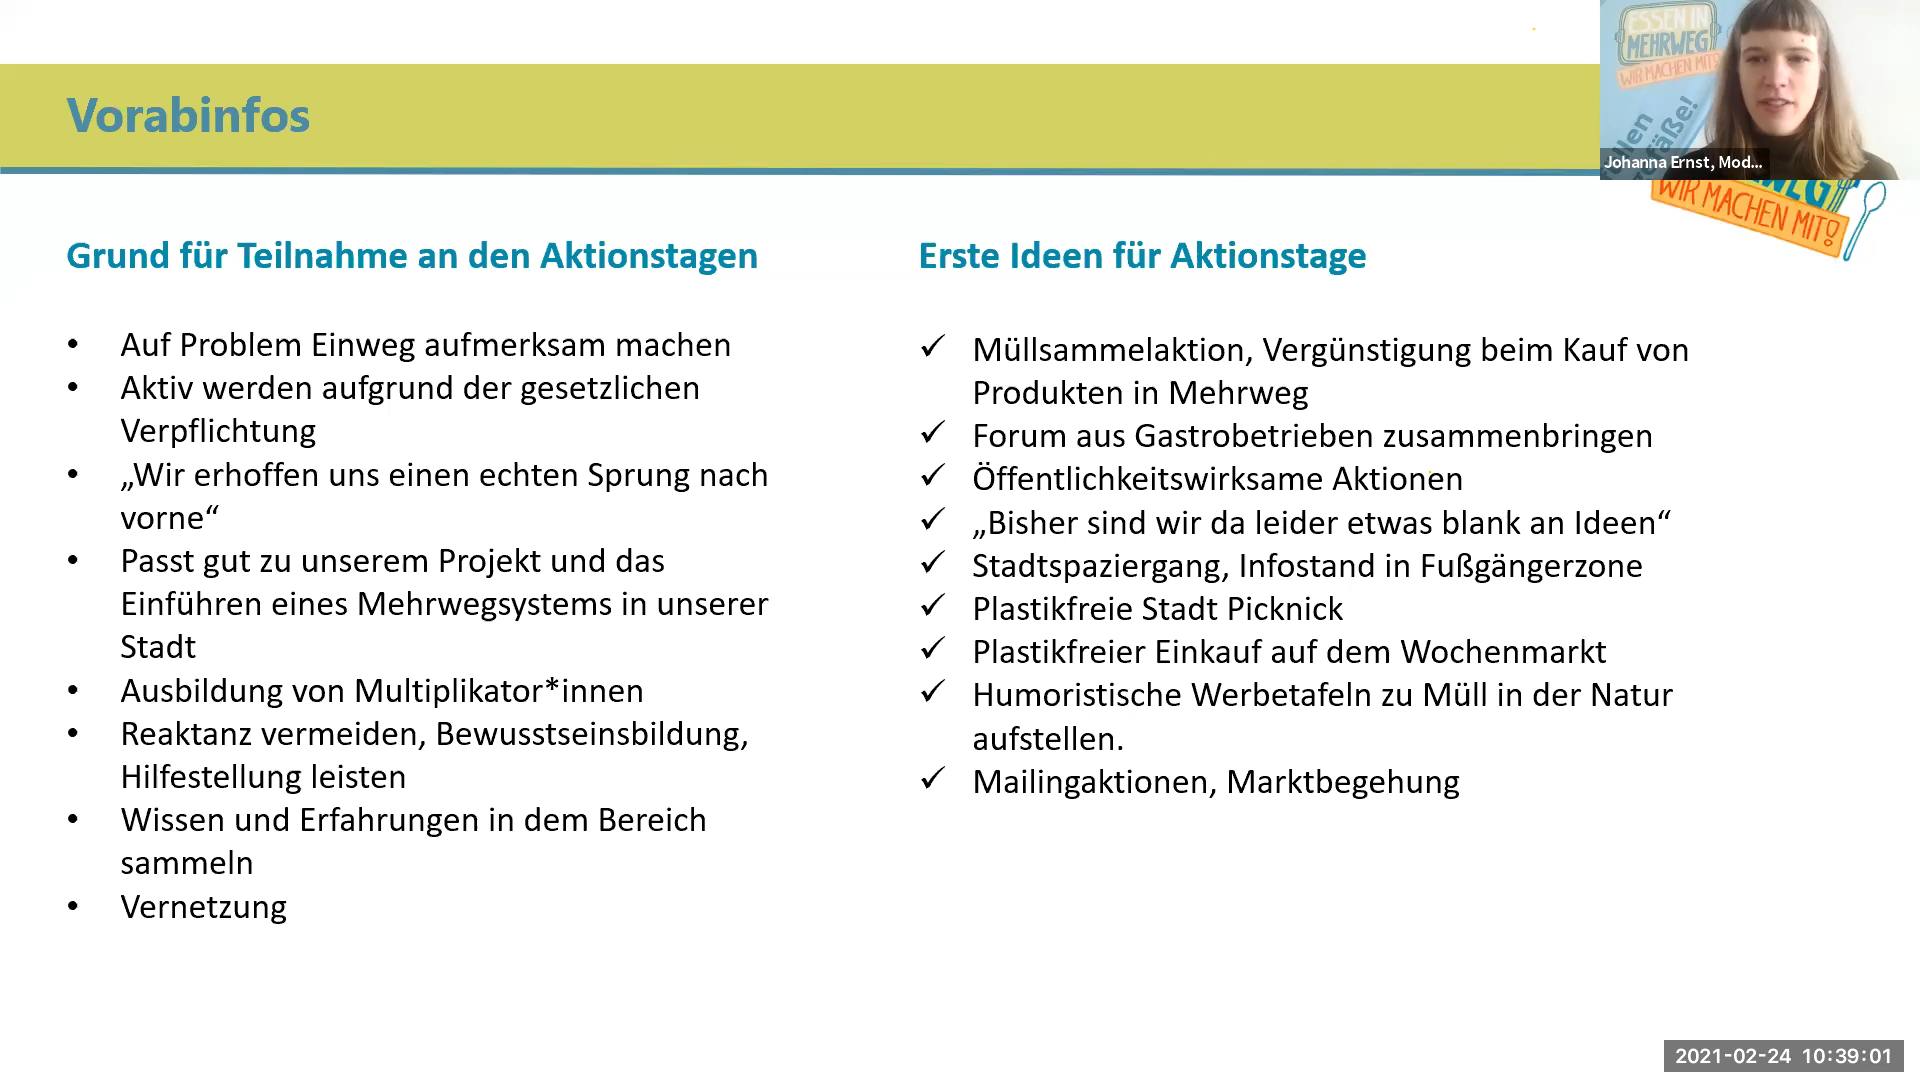 ESSEN IN
MEHRWEG
WIR MACHEN MIT!
Vorabinfos
Johanna Ernst, Mod...
WIR MACHEN MIT!
Grund für Teilnahme an den Aktionstagen
• Auf Problem Einweg aufmerksam machen
• Aktiv werden aufgrund der gesetzlichen
Verpflichtung
• „Wir erhoffen uns einen echten Sprung nach
vorne“
• Passt gut zu unserem Projekt und das
Einführen eines Mehrwegsystems in unserer
Stadt
• Ausbildung von Multiplikator*innen
• Reaktanz vermeiden, Bewusstseinsbildung,
Hilfestellung leisten
• Wissen und Erfahrungen in dem Bereich
sammeln
• Vernetzung
Erste Ideen für Aktionstage
✓ Müllsammelaktion, Vergünstigung beim Kauf von
Produkten in Mehrweg
✓ Forum aus Gastrobetrieben zusammenbringen
✓ Öffentlichkeitswirksame Aktionen
✓ „Bisher sind wir da leider etwas blank an Ideen“
✓ Stadtspaziergang, Infostand in Fußgängerzone
✓ Plastikfreie Stadt Picknick
✓ Plastikfreier Einkauf auf dem Wochenmarkt
✓ Humoristische Werbetafeln zu Müll in der Natur
aufstellen.
✓ Mailingaktionen, Marktbegehung
2021-02-24 10:39:01